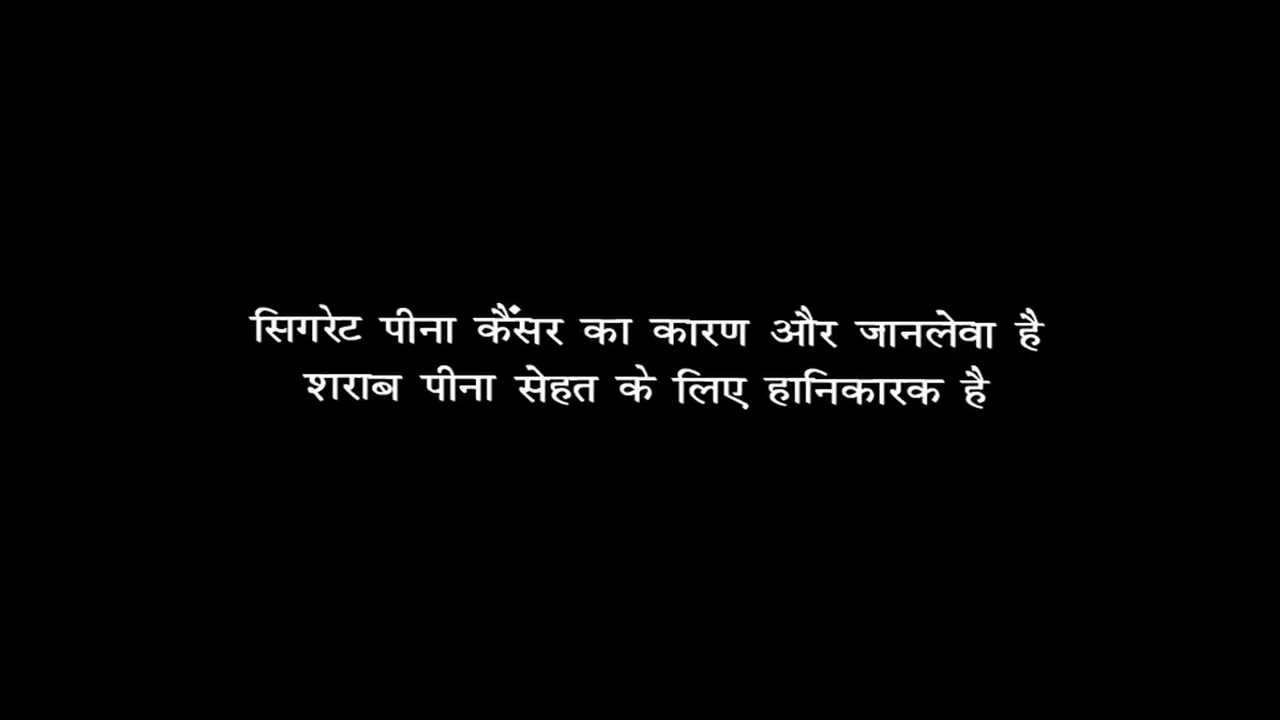 सिगरेट पीना कैंसर का कारण और जानलेवा है
शराब पीना सेहत के लिए हानिकारक है